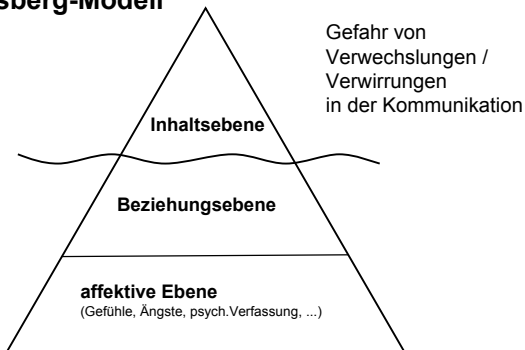 sberg-Modell
Gefahr von
Verwechslungen /
Verwirrungen
in der Kommunikation
Inhaltsebene
Beziehungsebene
affektive Ebene
(Gefühle, Ängste, psych.Verfassung, ...)